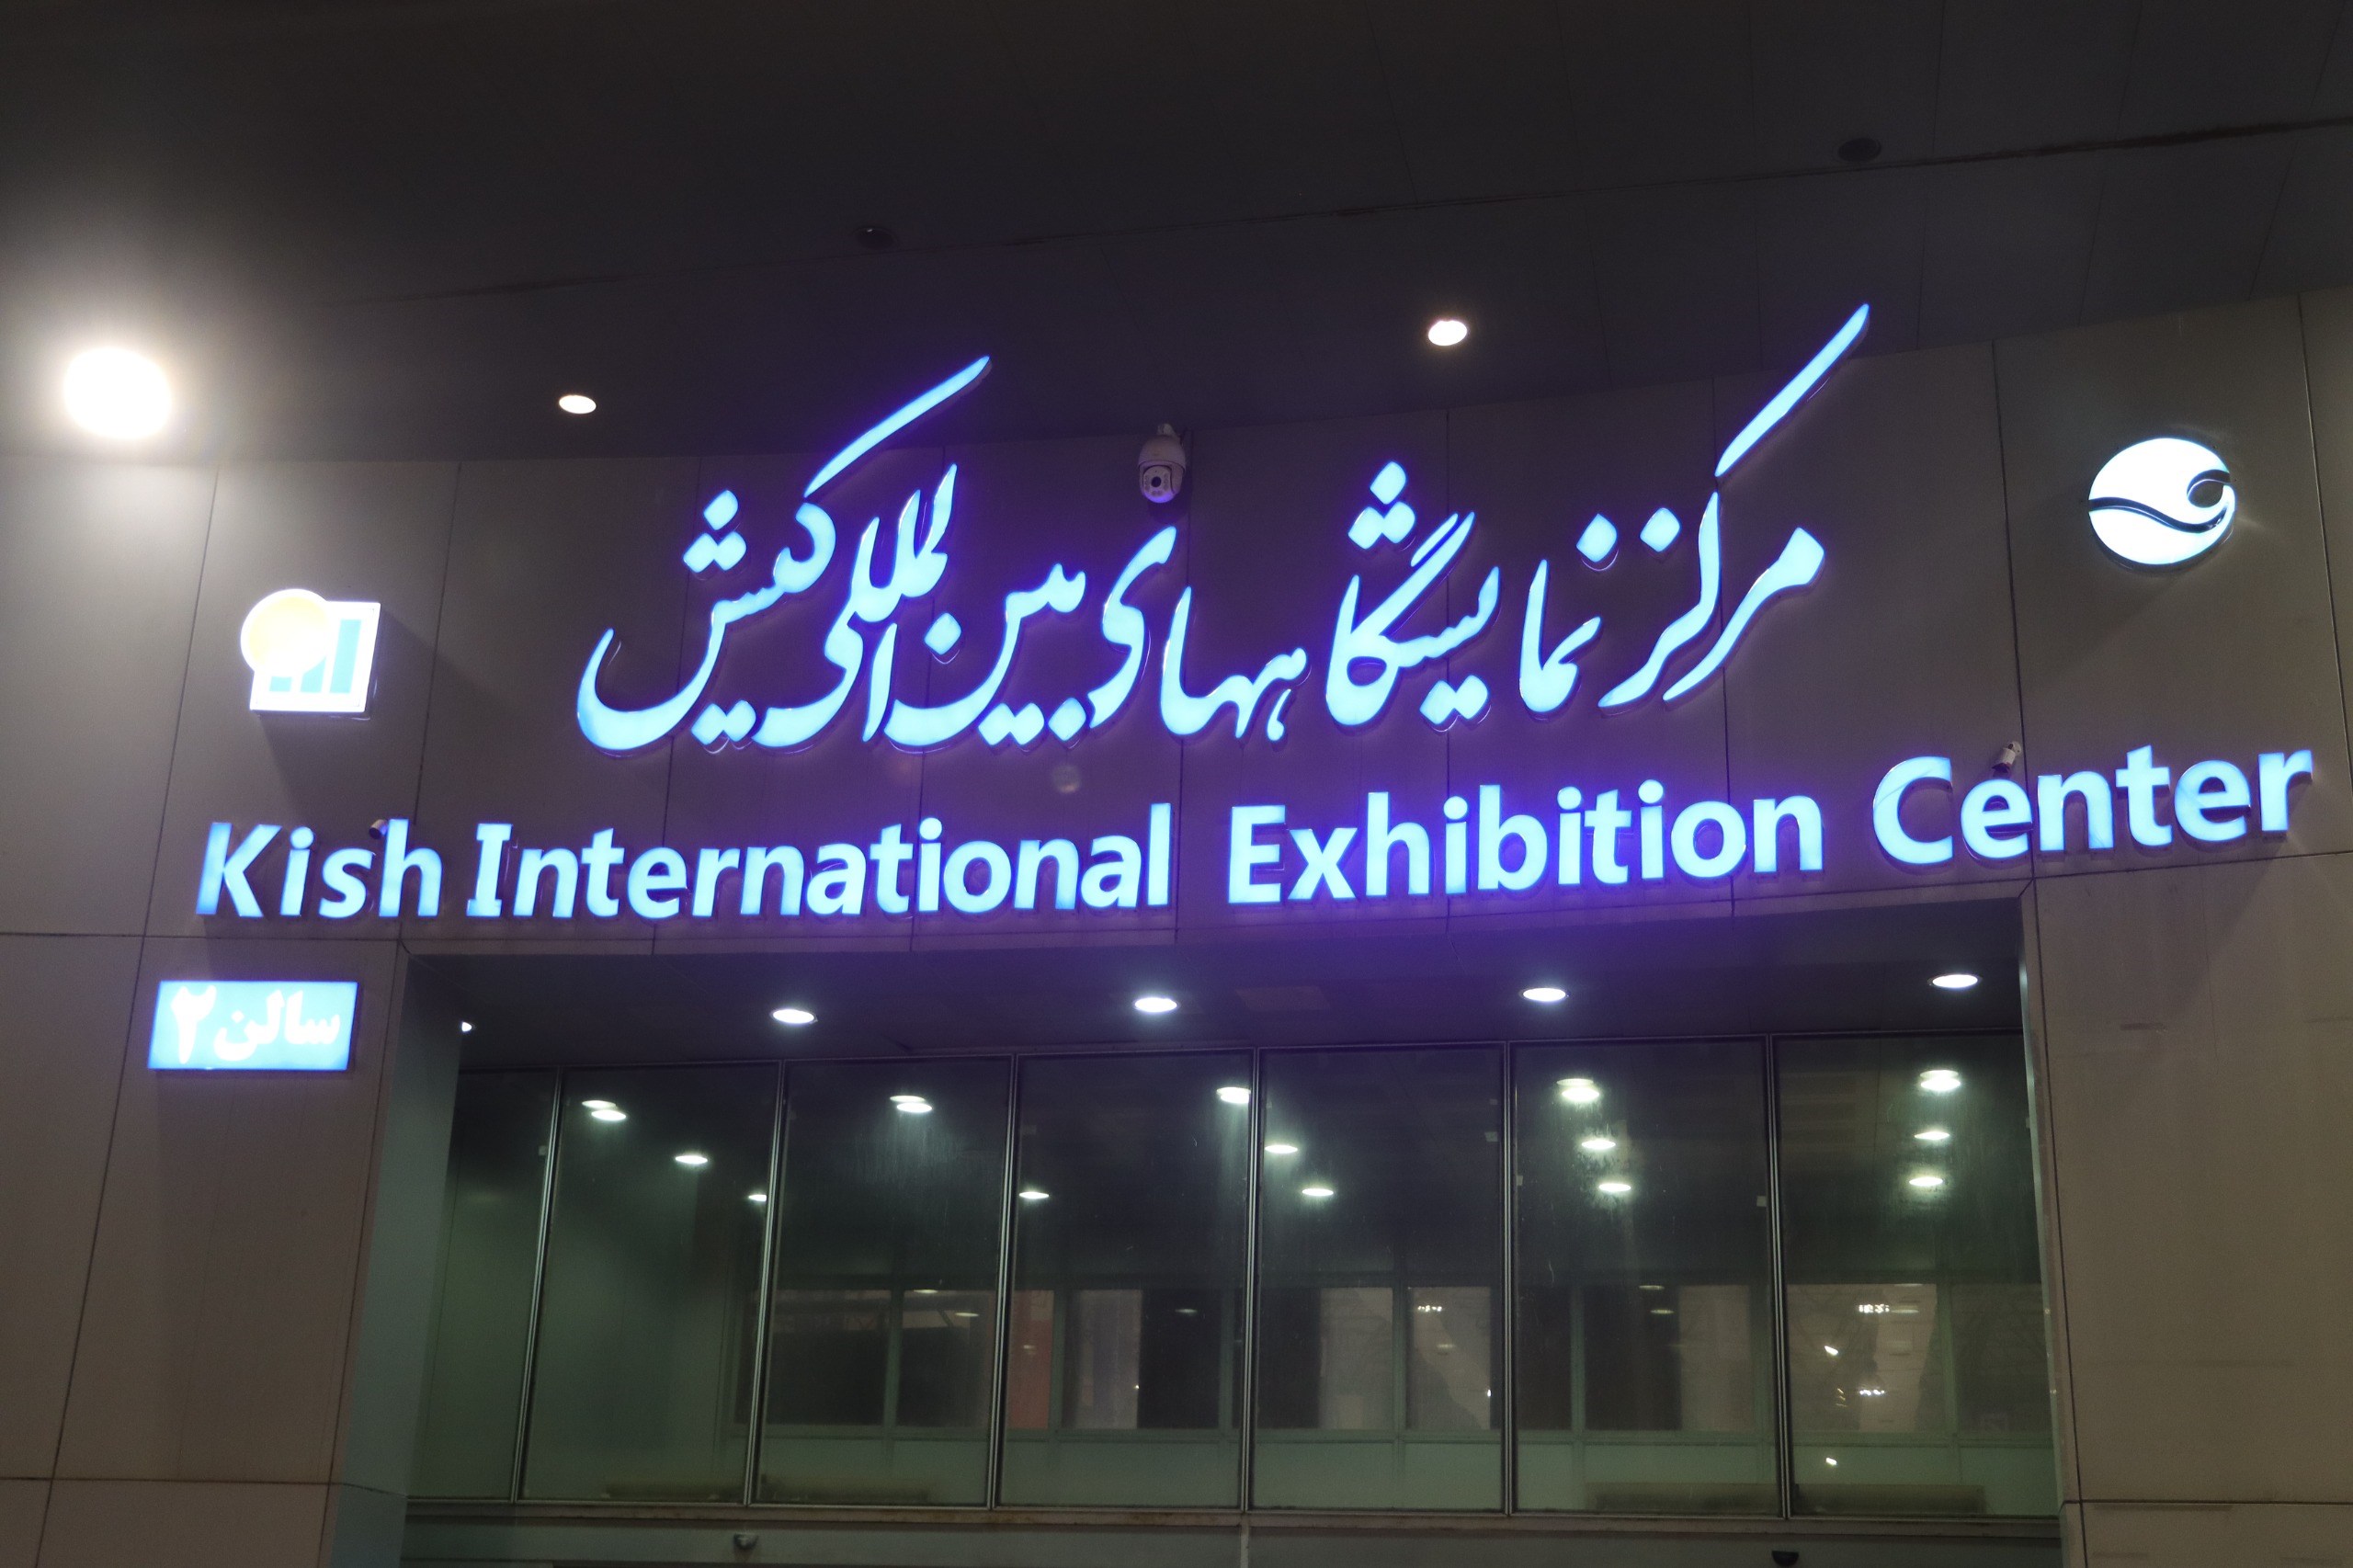 مرکز نمایشگاههای بین المللی کیش
Kish International Exhibition Center
سالن ۲